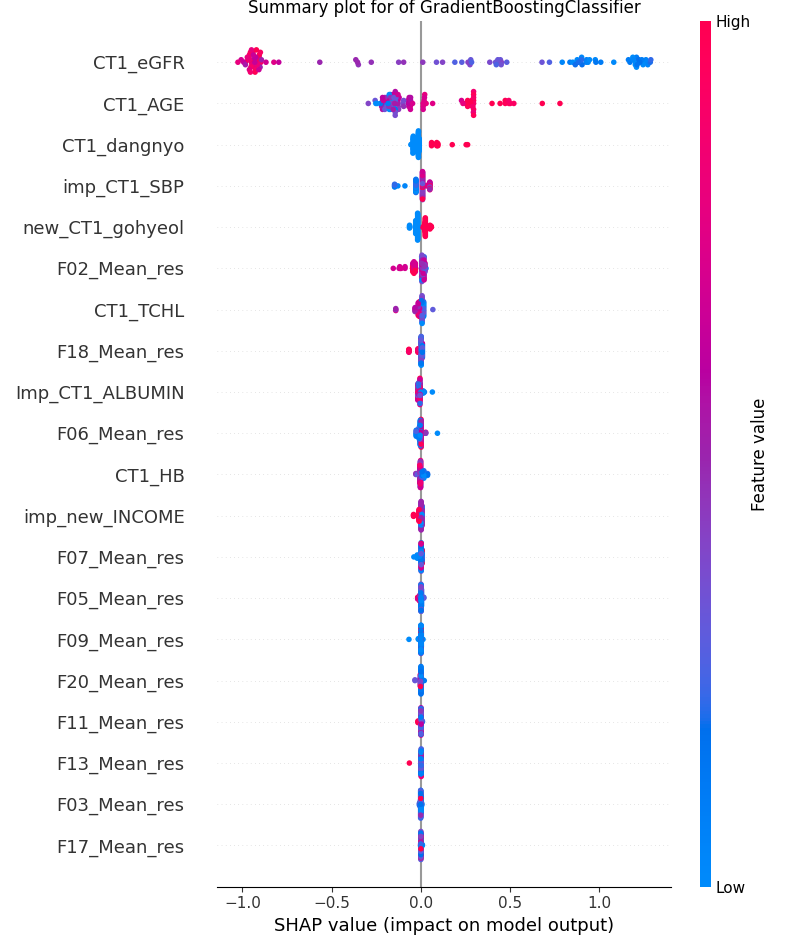 Summary plot for of GradientBoostingClassifier
High
CT1_eGFR
CT1_AGE
CT1_dangnyo
imp_CT1_SBP
new_CT1_gohyeol
F02_Mean_res
CT1_TCHL
F18_Mean_res
Imp_CT1_ALBUMIN
F06_Mean_res
CT1_HB
imp_new_INCOME
F07_Mean_res
F05_Mean_res
F09_Mean_res
F20_Mean_res
F11_Mean_res
F13_Mean_res
F03_Mean_res
F17_Mean_res
Feature value
Low
−1.0 −0.5 0.0 0.5 1.0
SHAP value (impact on model output)